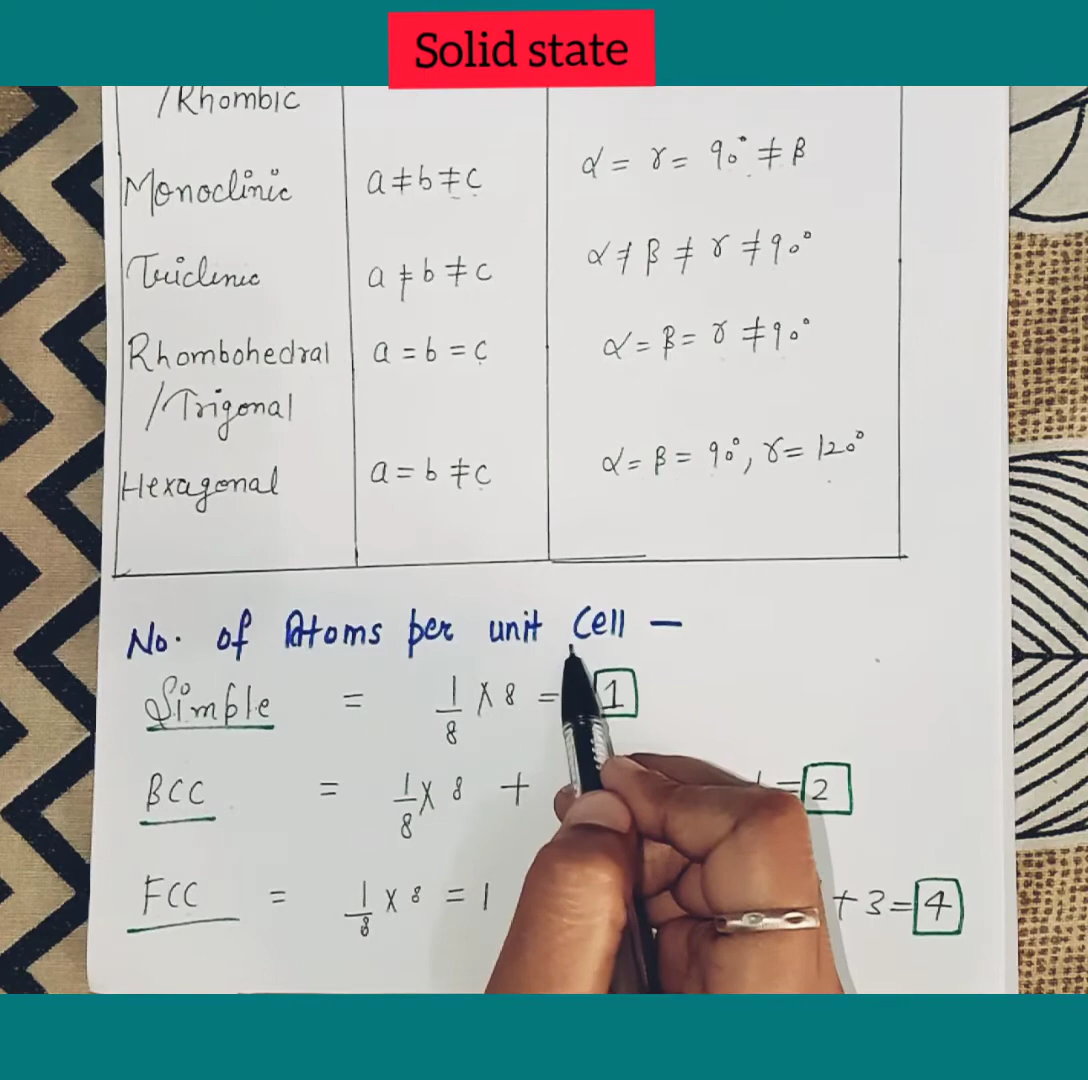 Solid state
/Rhombic
Monoclinic a ≠ b ≠ c α = γ = 90° ≠ β
Triclinic a ≠ b ≠ c α ≠ β ≠ γ ≠ 90°
Rhombohedral a = b = c α = β = γ ≠ 90°
/Trigonal
Hexagonal a = b ≠ c α = β = 90°, γ = 120°
No. of Atoms per unit Cell —
Simple = 1/8 × 8 = 1
BCC = 1/8 × 8 + = 2
FCC = 1/8 × 8 = 1 + 3 = 4